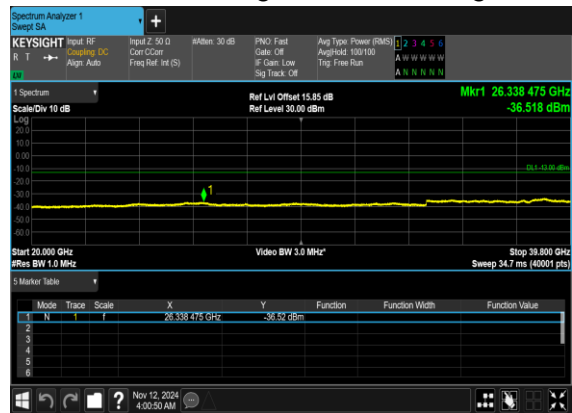 Spectrum Analyzer 1
Swept SA
+
KEYSIGHT Input: RF Input Z: 50 Ω #Atten: 30 dB PNO: Fast Avg Type: Power (RMS) 1 2 3 4 5 6
R T Coupling: DC Corr CCorr Gate: Off Avg|Hold: 100/100 A W W W W W
Align: Auto Freq Ref: Int (S) IF Gain: Low Trig: Free Run
Sig Track: Off A N N N N N
1 Spectrum Ref Lvl Offset 15.85 dB Mkr1 26.338 475 GHz
Scale/Div 10 dB Ref Level 30.00 dBm -36.518 dBm
Log
20.0
10.0
0.00
-10.0 DL1 -13.00 dBm
-20.0
-30.0 1
-40.0
-50.0
-60.0
Start 20.000 GHz Video BW 3.0 MHz* Stop 39.800 GHz
#Res BW 1.0 MHz Sweep 34.7 ms (40001 pts)
5 Marker Table
Mode Trace Scale X Y Function Function Width Function Value
1 N 1 f 26.338 475 GHz -36.52 dBm
2
3
4
5
6
? Nov 12, 2024
4:00:50 AM